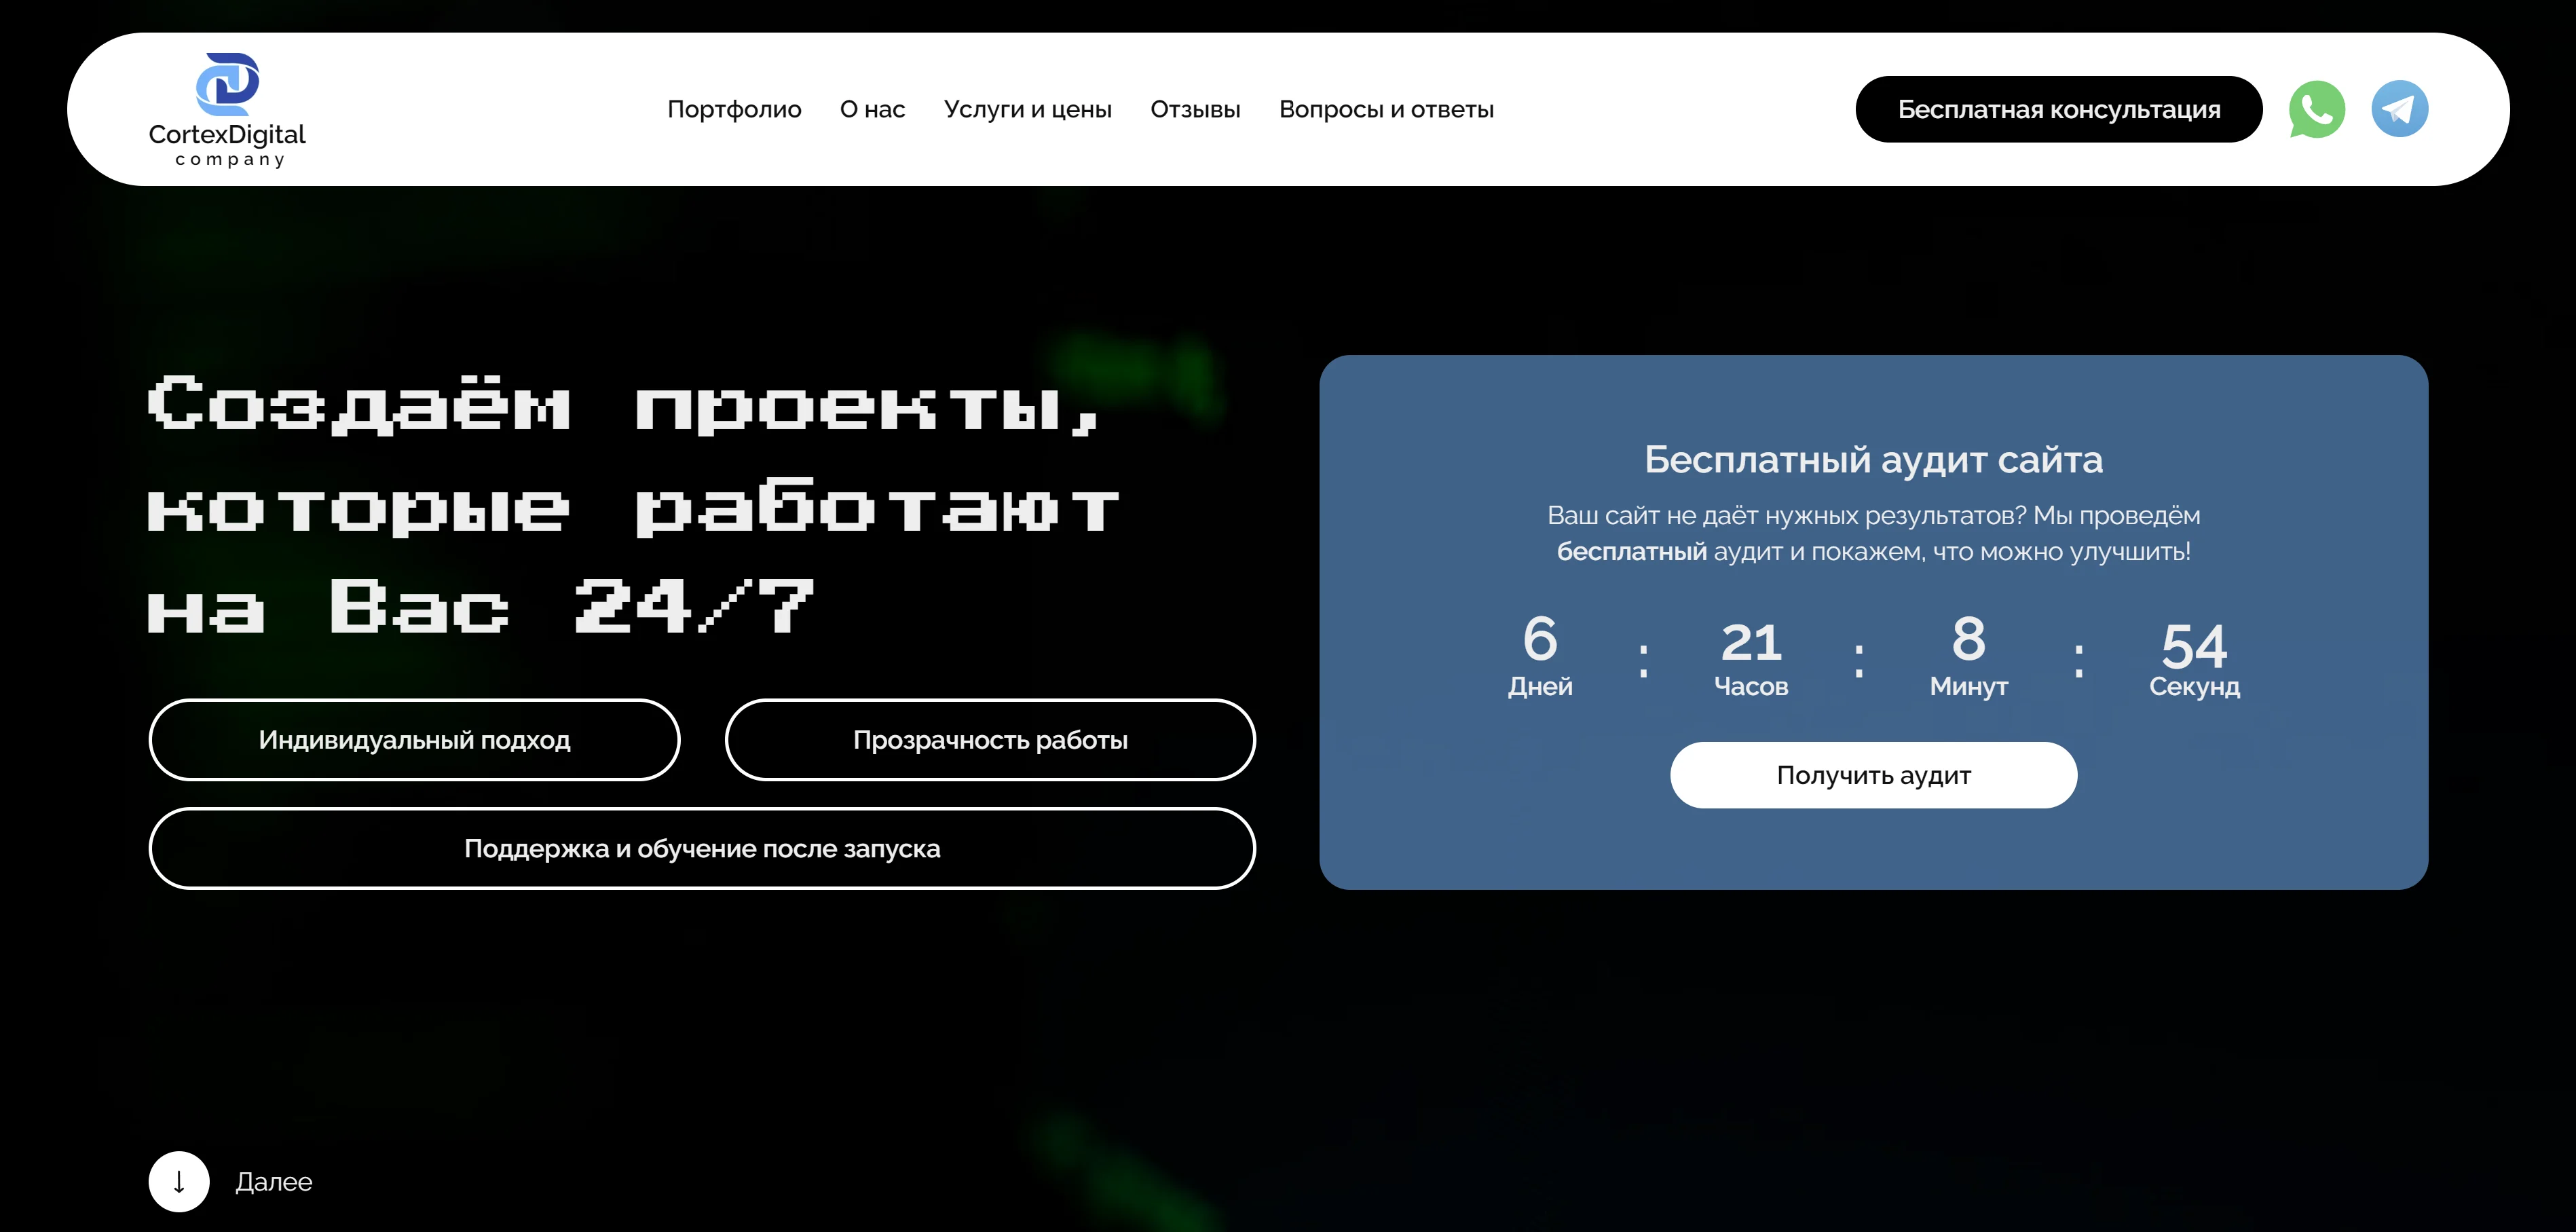 CortexDigital
company
Портфолио О нас Услуги и цены Отзывы Вопросы и ответы
Бесплатная консультация
Создаём проекты,
которые работают
на Вас 24/7
Индивидуальный подход
Прозрачность работы
Поддержка и обучение после запуска
Бесплатный аудит сайта
Ваш сайт не даёт нужных результатов? Мы проведём
бесплатный аудит и покажем, что можно улучшить!
6 : 21 : 8 : 54
Дней Часов Минут Секунд
Получить аудит
Далее